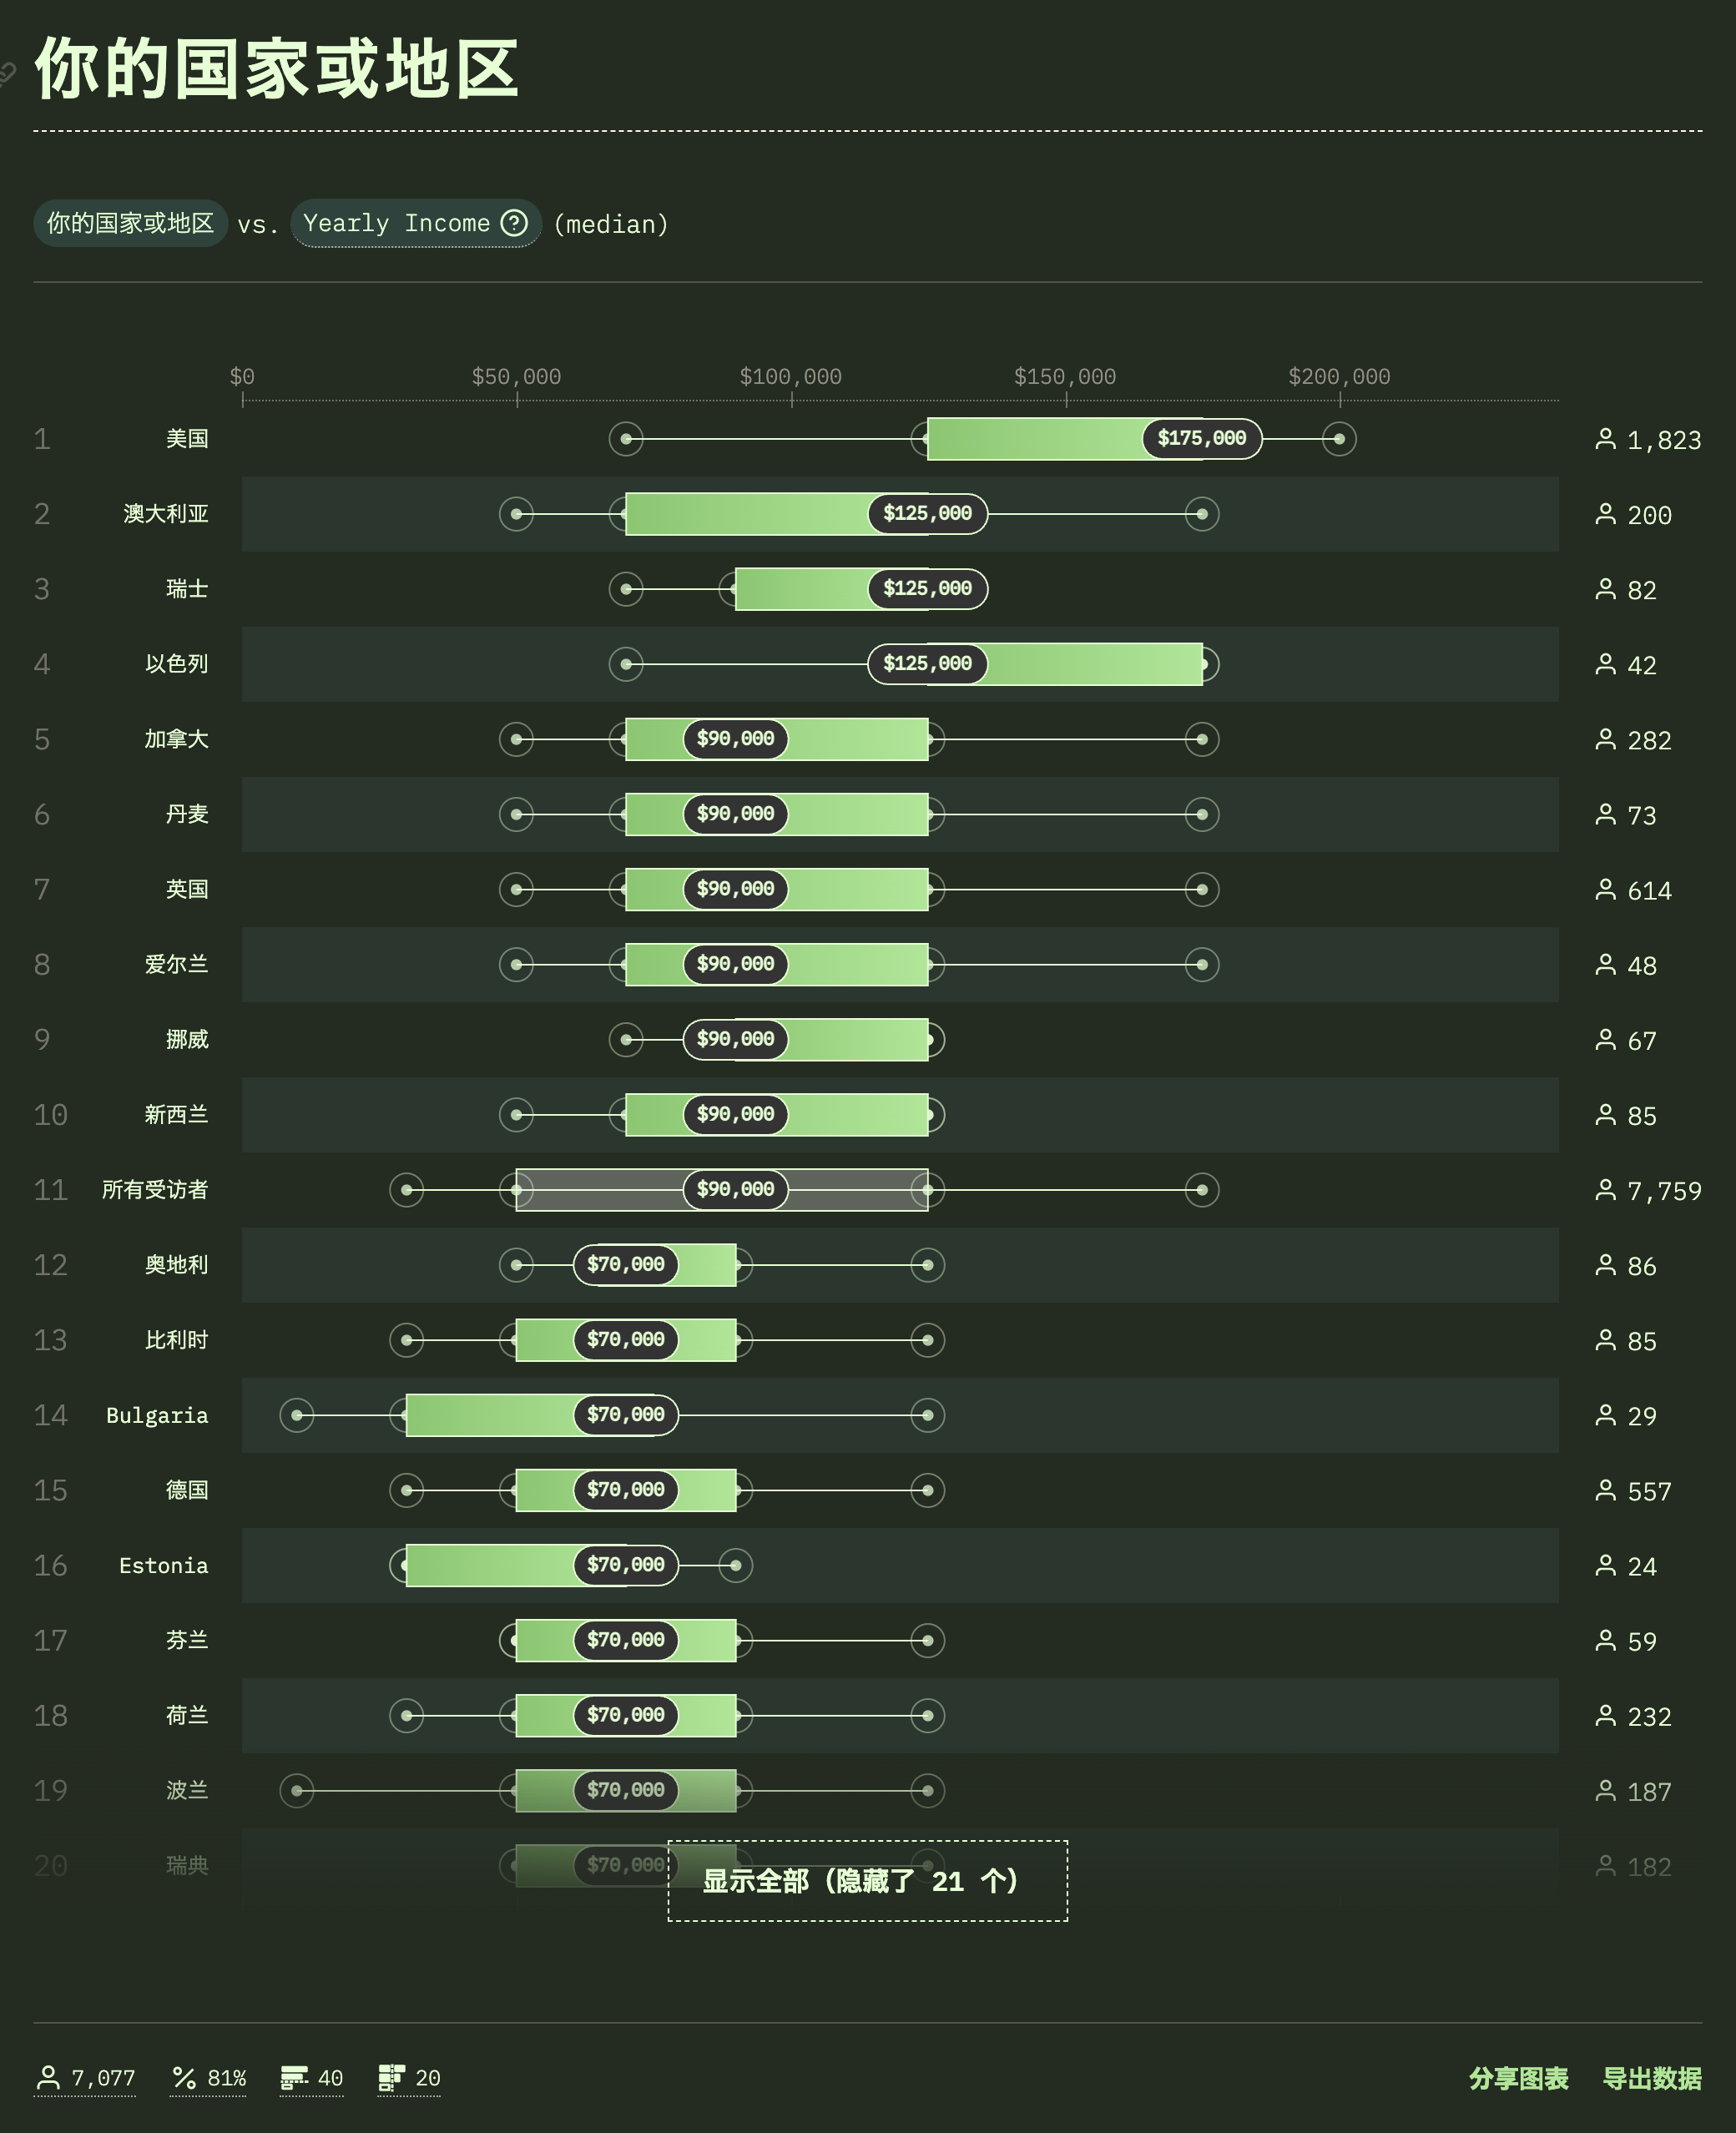 你的国家或地区
你的国家或地区 vs. Yearly Income (median)
$0 $50,000 $100,000 $150,000 $200,000
1 美国 $175,000 1,823
2 澳大利亚 $125,000 200
3 瑞士 $125,000 82
4 以色列 $125,000 42
5 加拿大 $90,000 282
6 丹麦 $90,000 73
7 英国 $90,000 614
8 爱尔兰 $90,000 48
9 挪威 $90,000 67
10 新西兰 $90,000 85
11 所有受访者 $90,000 7,759
12 奥地利 $70,000 86
13 比利时 $70,000 85
14 Bulgaria $70,000 29
15 德国 $70,000 557
16 Estonia $70,000 24
17 芬兰 $70,000 59
18 荷兰 $70,000 232
19 波兰 $70,000 187
20 瑞典 $70,000 182
显示全部（隐藏了 21 个）
7,077 81% 40 20 分享图表 导出数据